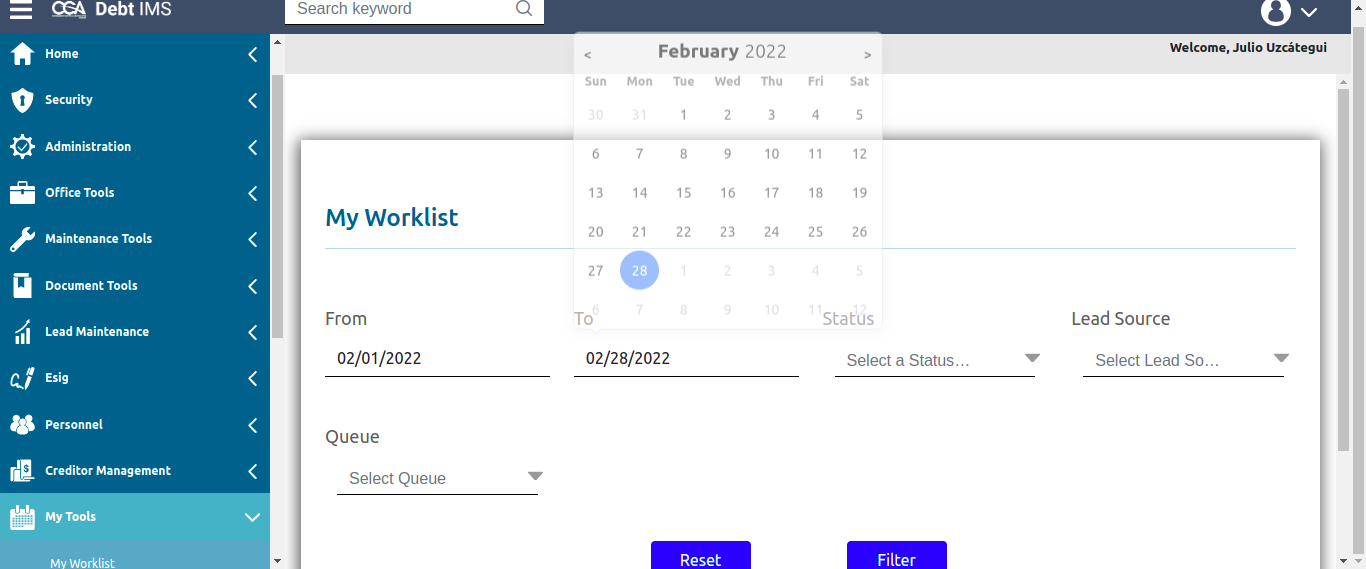 CGA Debt IMS
Search keyword
Welcome, Julio Uzcátegui
Home
Security
Administration
Office Tools
Maintenance Tools
Document Tools
Lead Maintenance
Esig
Personnel
Creditor Management
My Tools
My Worklist
< February 2022 >
Sun Mon Tue Wed Thu Fri Sat
30 31 1 2 3 4 5
6 7 8 9 10 11 12
13 14 15 16 17 18 19
20 21 22 23 24 25 26
27 28 1 2 3 4 5
6 7 8 9 10 11 12
My Worklist
From To Status Lead Source
02/01/2022 02/28/2022 Select a Status... Select Lead So...
Queue
Select Queue
Reset Filter